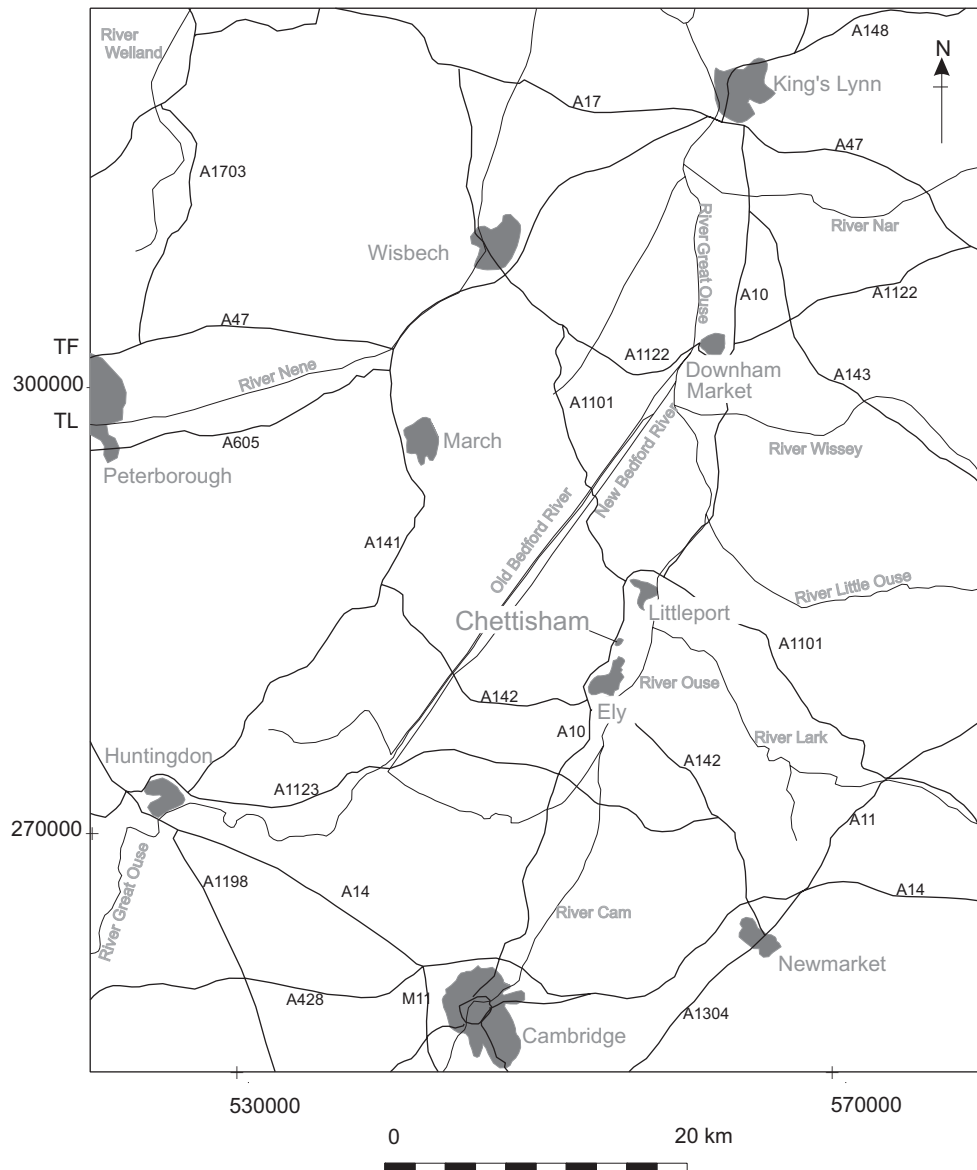 River
Welland
A148
N
King's Lynn
A17
A47
A1703
River Nar
River Great Ouse
Wisbech
A10
A1122
A47
TF
A1122
River Nene
300000
Downham
Market
A143
A1101
TL
New Bedford River
A605
March
River Wissey
Peterborough
Old Bedford River
A141
River Little Ouse
Littleport
Chettisham
A1101
River Ouse
A142
Ely
A10
River Lark
Huntingdon
A142
A1123
A11
270000
River Great Ouse
A1198
A14
A14
River Cam
Newmarket
A428
M11
A1304
Cambridge
530000
570000
0
20 km